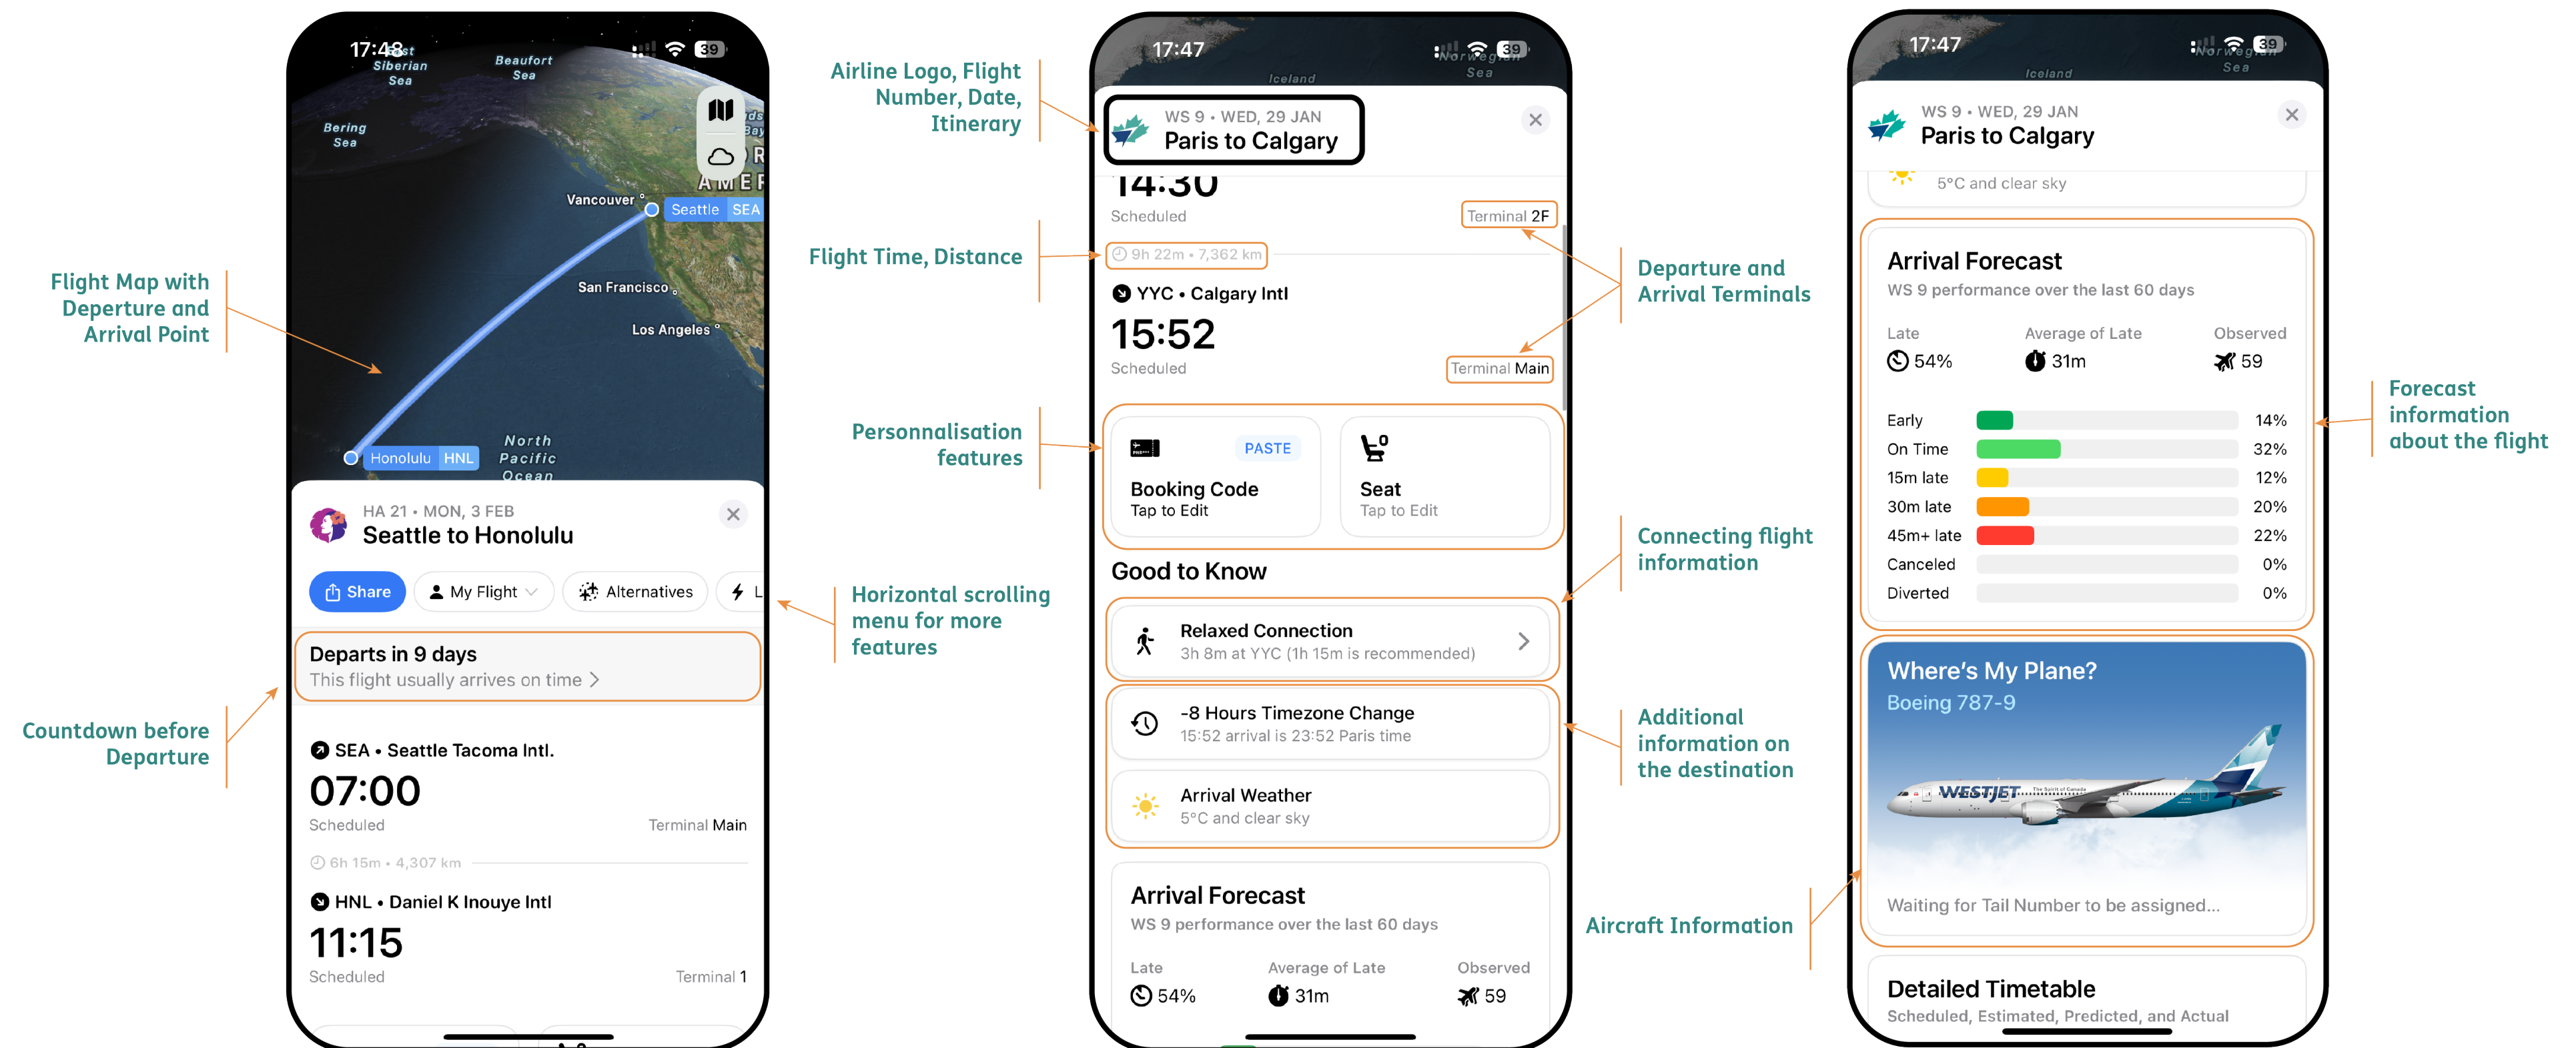 Flight Map with
Departure and
Arrival Point
Countdown before
Departure
17:48
39
East
Siberian
Sea
Beaufort
Sea
Bering
Sea
AMER
Vancouver
Seattle SEA
San Francisco
Los Angeles
Honolulu HNL
North
Pacific
Ocean
HA 21 • MON, 3 FEB
Seattle to Honolulu
Share
My Flight
Alternatives
L
Departs in 9 days
This flight usually arrives on time
SEA • Seattle Tacoma Intl.
07:00
Scheduled
Terminal Main
6h 15m • 4,307 km
HNL • Daniel K Inouye Intl
11:15
Scheduled
Terminal 1
Horizontal scrolling
menu for more
features
Airline Logo, Flight
Number, Date,
Itinerary
Flight Time, Distance
Personnalisation
features
17:47
39
Iceland
Norwegian
Sea
WS 9 • WED, 29 JAN
Paris to Calgary
14:30
Scheduled
Terminal 2F
9h 22m • 7,362 km
YYC • Calgary Intl
15:52
Scheduled
Terminal Main
PASTE
Booking Code
Tap to Edit
Seat
Tap to Edit
Good to Know
Relaxed Connection
3h 8m at YYC (1h 15m is recommended)
-8 Hours Timezone Change
15:52 arrival is 23:52 Paris time
Arrival Weather
5°C and clear sky
Arrival Forecast
WS 9 performance over the last 60 days
Late
54%
Average of Late
31m
Observed
59
Departure and
Arrival Terminals
Connecting flight
information
Additional
information on
the destination
Aircraft Information
17:47
39
Iceland
Norwegian
Sea
WS 9 • WED, 29 JAN
Paris to Calgary
5°C and clear sky
Arrival Forecast
WS 9 performance over the last 60 days
Late
54%
Average of Late
31m
Observed
59
Early 14%
On Time 32%
15m late 12%
30m late 20%
45m+ late 22%
Canceled 0%
Diverted 0%
Where's My Plane?
Boeing 787-9
WESTJET
The Spirit of Canada
Waiting for Tail Number to be assigned...
Detailed Timetable
Scheduled, Estimated, Predicted, and Actual
Forecast
information
about the flight